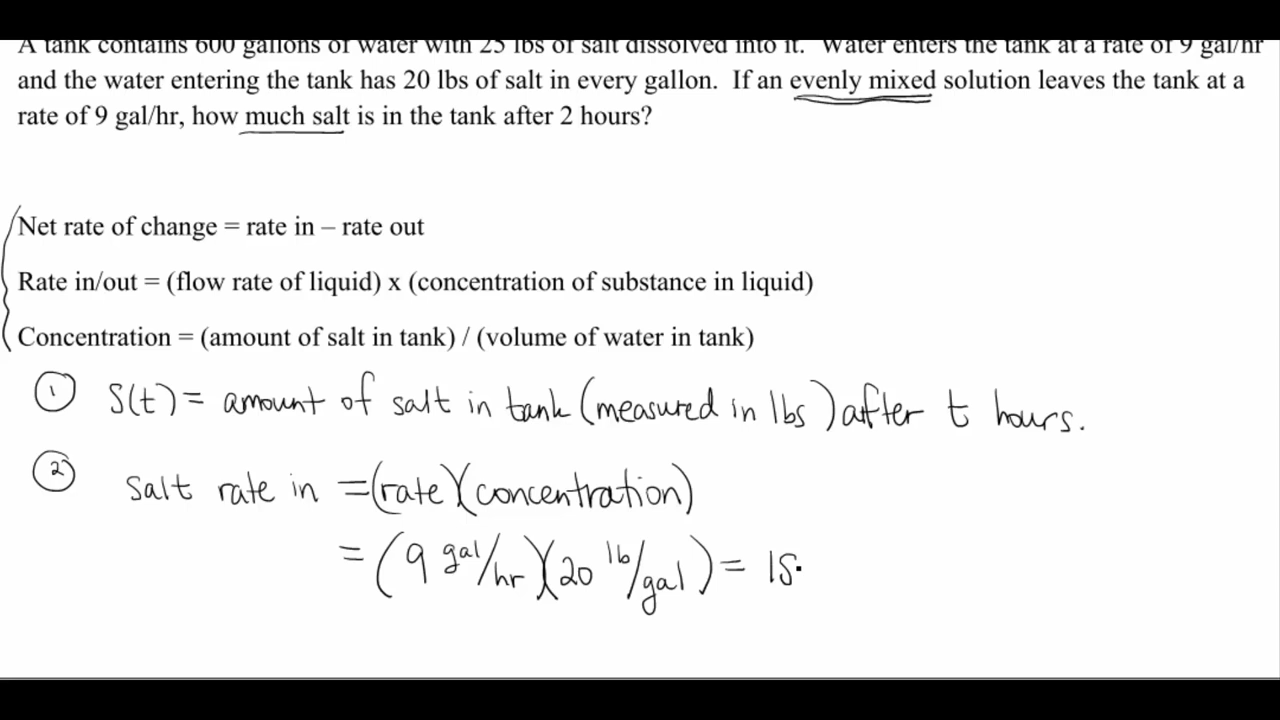 A tank contains 600 gallons of water with 25 lbs of salt dissolved into it. Water enters the tank at a rate of 9 gal/hr
and the water entering the tank has 20 lbs of salt in every gallon. If an evenly mixed solution leaves the tank at a
rate of 9 gal/hr, how much salt is in the tank after 2 hours?
Net rate of change = rate in – rate out
Rate in/out = (flow rate of liquid) x (concentration of substance in liquid)
Concentration = (amount of salt in tank) / (volume of water in tank)
① S(t) = amount of salt in tank (measured in lbs) after t hours.
② Salt rate in = (rate)(concentration)
= (9 gal/hr)(20 lb/gal) = 18